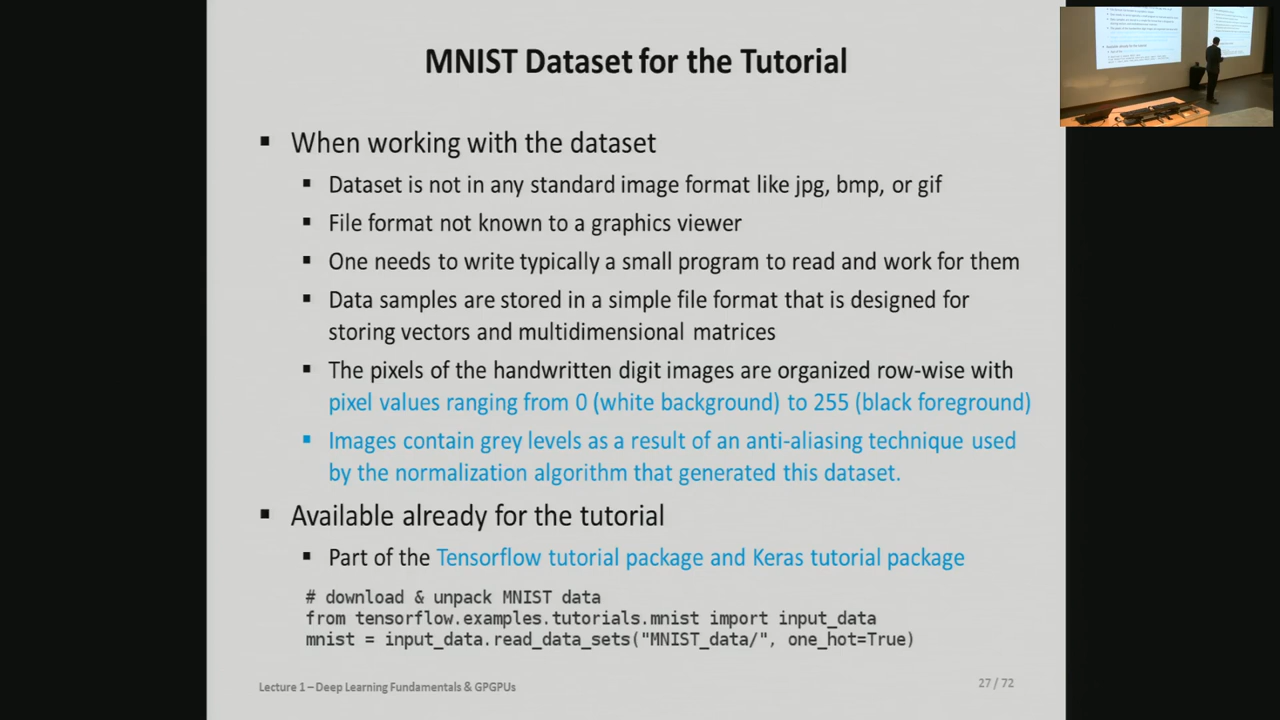 MNIST Dataset for the Tutorial
When working with the dataset
Dataset is not in any standard image format like jpg, bmp, or gif
File format not known to a graphics viewer
One needs to write typically a small program to read and work for them
Data samples are stored in a simple file format that is designed for
storing vectors and multidimensional matrices
The pixels of the handwritten digit images are organized row-wise with
pixel values ranging from 0 (white background) to 255 (black foreground)
Images contain grey levels as a result of an anti-aliasing technique used
by the normalization algorithm that generated this dataset.
Available already for the tutorial
Part of the Tensorflow tutorial package and Keras tutorial package
# download & unpack MNIST data
from tensorflow.examples.tutorials.mnist import input_data
mnist = input_data.read_data_sets("MNIST_data/", one_hot=True)
Lecture 1 – Deep Learning Fundamentals & GPGPUs
27 / 72